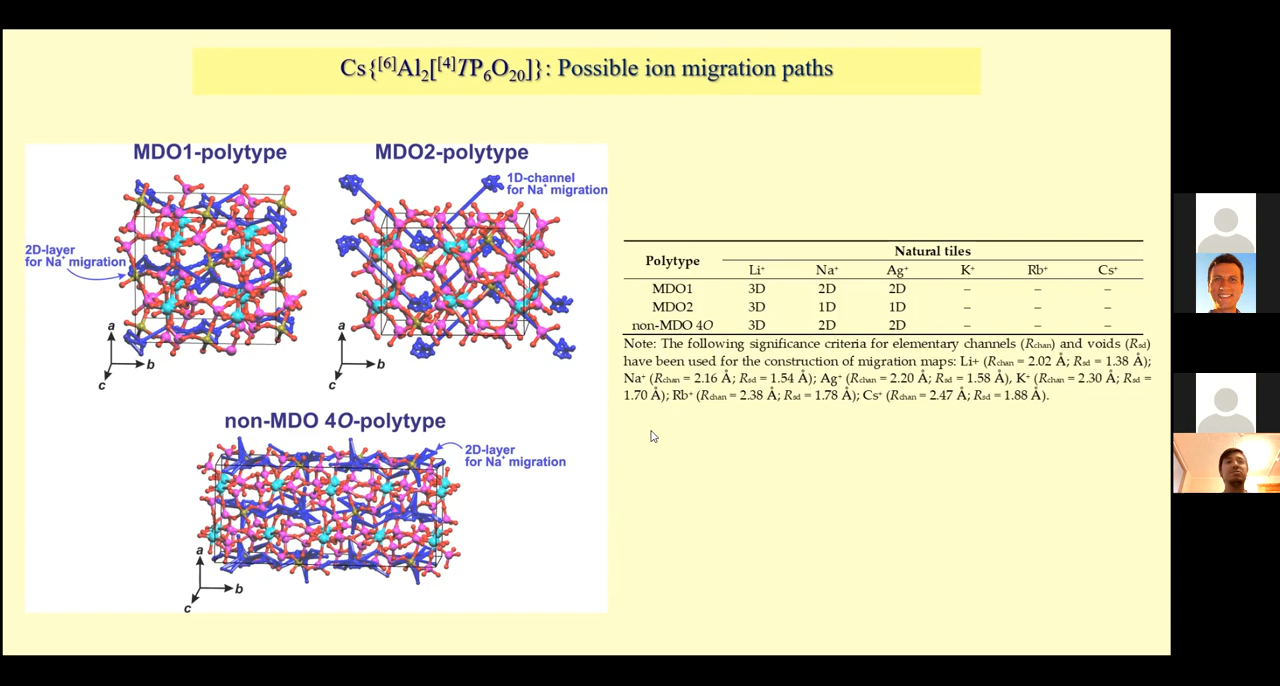 Cs{[6]Al2[[4]TP6O20]}: Possible ion migration paths
MDO1-polytype
MDO2-polytype
1D-channel
for Na+ migration
2D-layer
for Na+ migration
a
b
c
a
b
c
non-MDO 4O-polytype
2D-layer
for Na+ migration
a
b
c
Polytype
Natural tiles
Li+ Na+ Ag+ K+ Rb+ Cs+
MDO1 3D 2D 2D – – –
MDO2 3D 1D 1D – – –
non-MDO 4O 3D 2D 2D – – –
Note: The following significance criteria for elementary channels (Rchan) and voids (Rsd)
have been used for the construction of migration maps: Li+ (Rchan = 2.02 Å; Rsd = 1.38 Å);
Na+ (Rchan = 2.16 Å; Rsd = 1.54 Å); Ag+ (Rchan = 2.20 Å; Rsd = 1.58 Å), K+ (Rchan = 2.30 Å; Rsd =
1.70 Å); Rb+ (Rchan = 2.38 Å; Rsd = 1.78 Å); Cs+ (Rchan = 2.47 Å; Rsd = 1.88 Å).